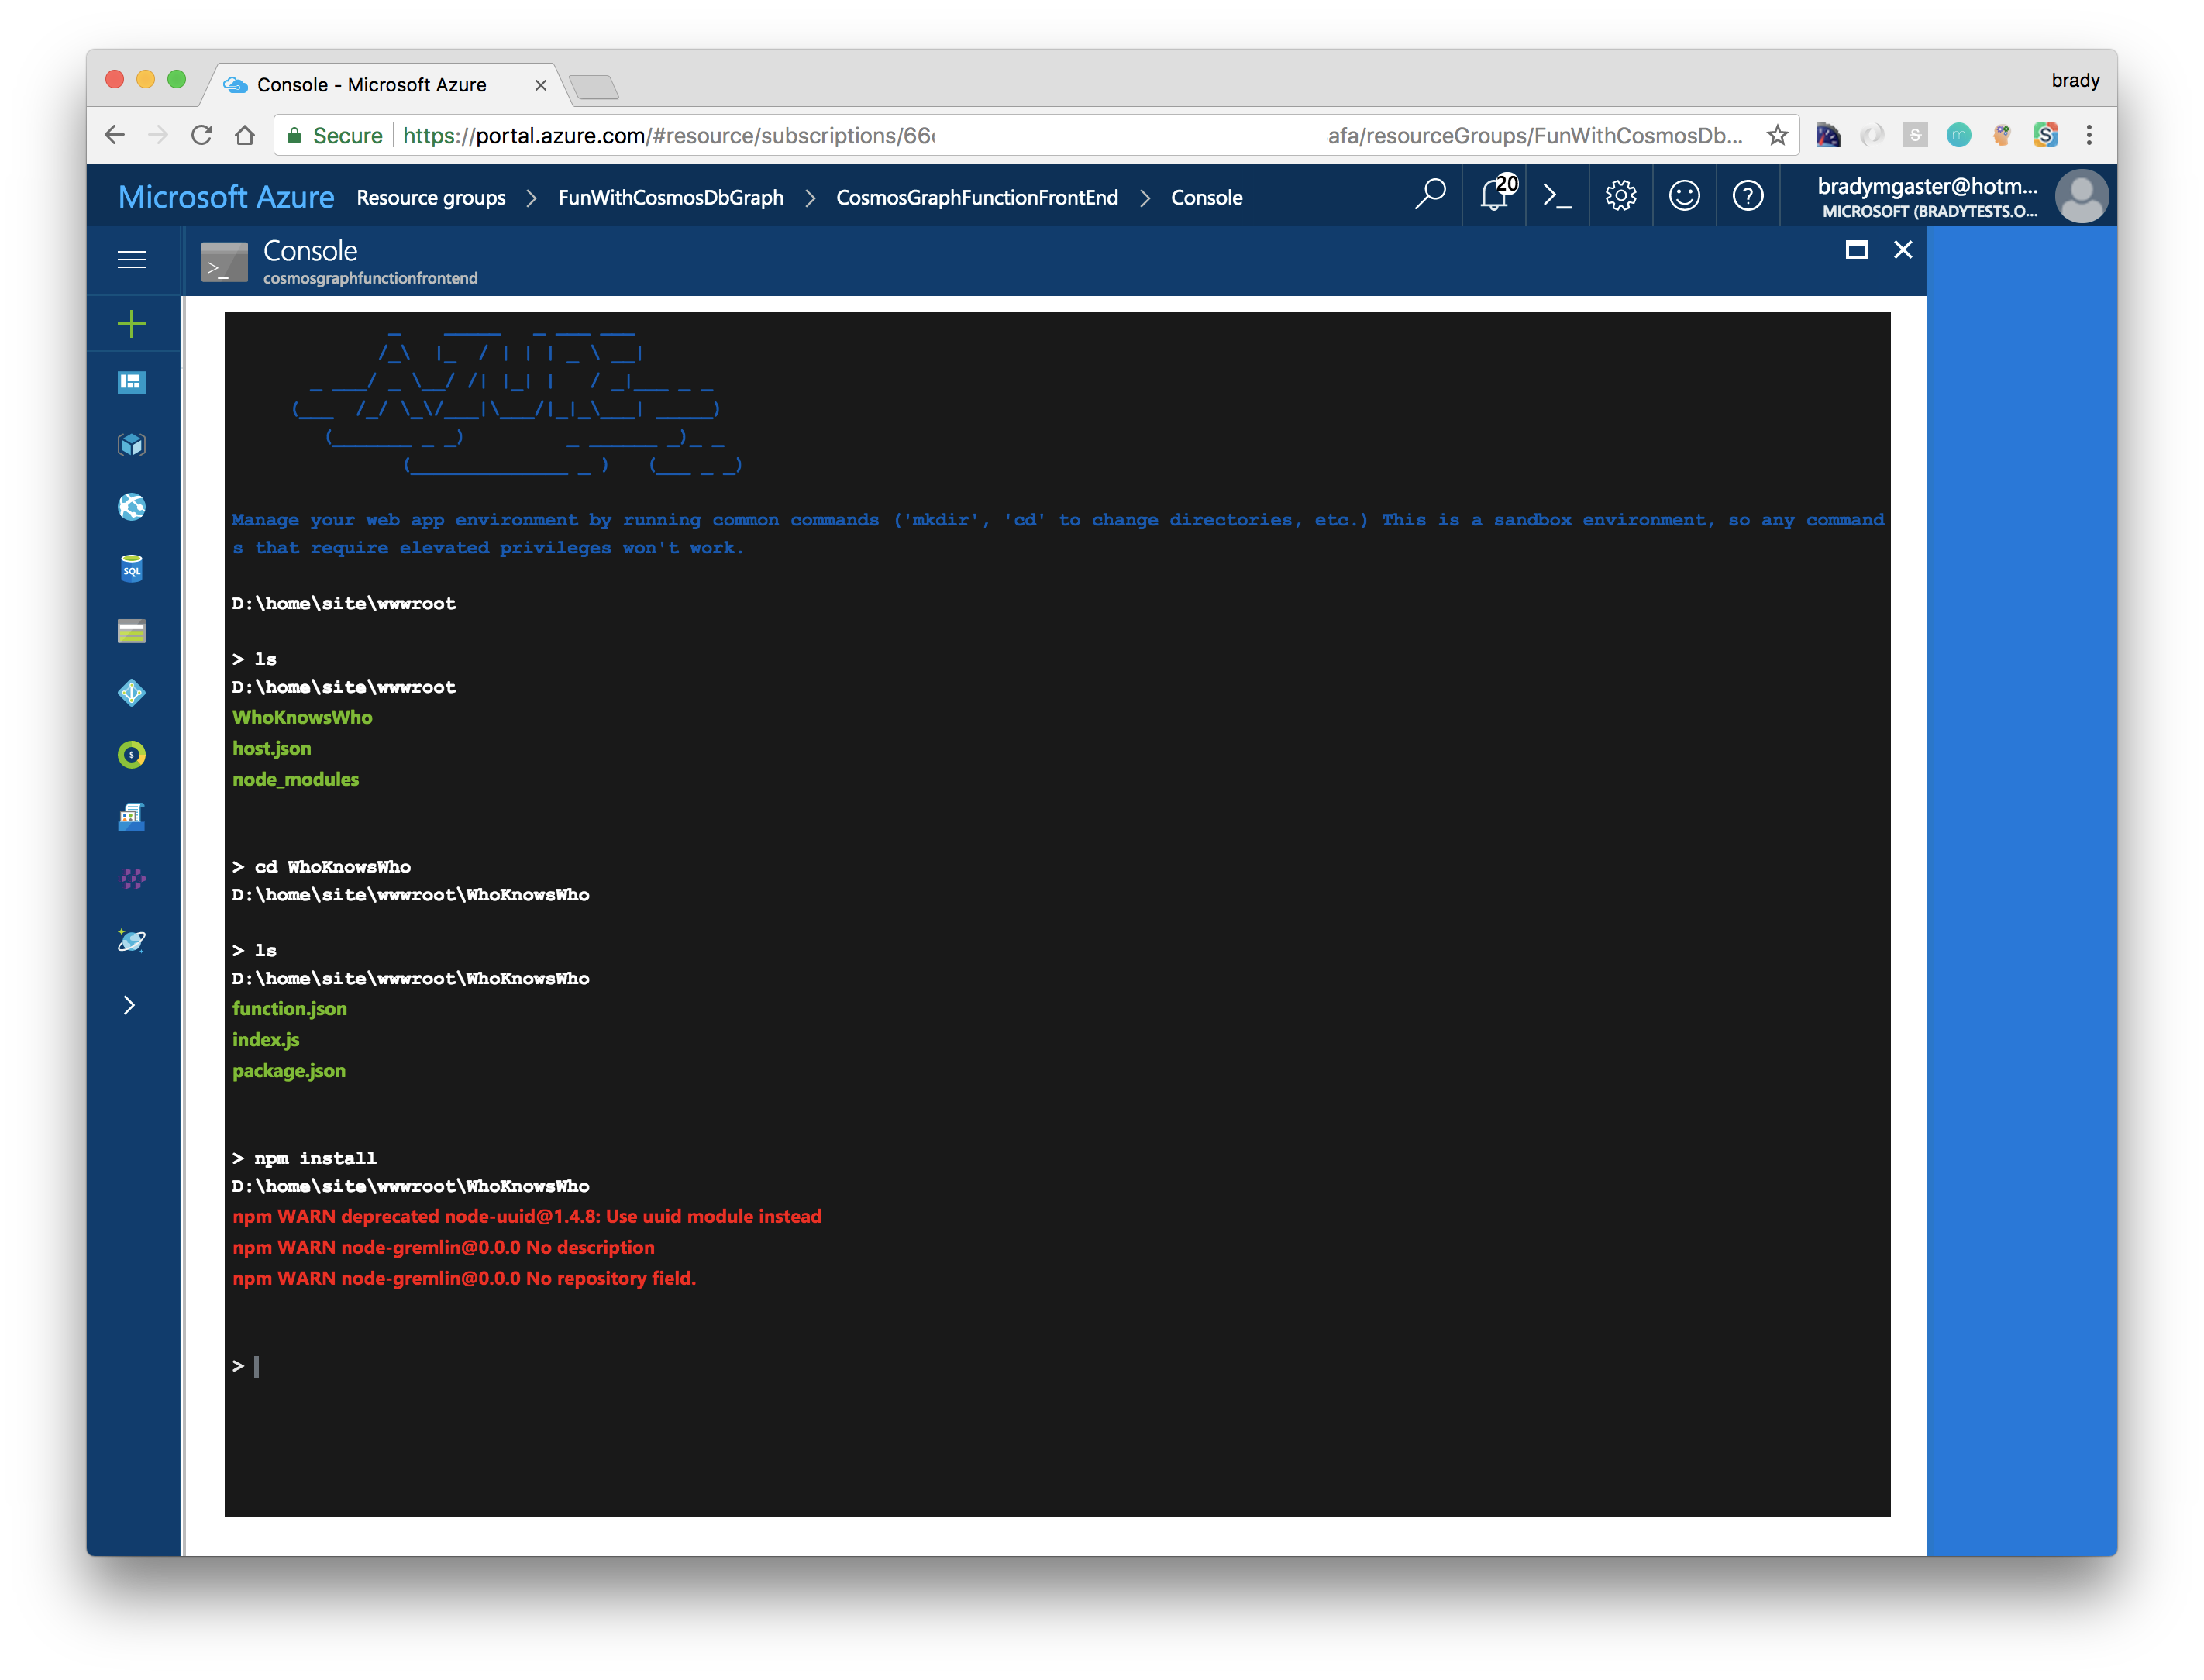 Console - Microsoft Azure
brady
Secure https://portal.azure.com/#resource/subscriptions/66 afa/resourceGroups/FunWithCosmosDb...
Microsoft Azure Resource groups > FunWithCosmosDbGraph > CosmosGraphFunctionFrontEnd > Console
20
bradymgaster@hotm...
MICROSOFT (BRADYTESTS.O...
Console
cosmosgraphfunctionfrontend
AZURE
Manage your web app environment by running common commands ('mkdir', 'cd' to change directories, etc.) This is a sandbox environment, so any command
s that require elevated privileges won't work.
D:\home\site\wwwroot
> ls
D:\home\site\wwwroot
WhoKnowsWho
host.json
node_modules
> cd WhoKnowsWho
D:\home\site\wwwroot\WhoKnowsWho
> ls
D:\home\site\wwwroot\WhoKnowsWho
function.json
index.js
package.json
> npm install
D:\home\site\wwwroot\WhoKnowsWho
npm WARN deprecated node-uuid@1.4.8: Use uuid module instead
npm WARN node-gremlin@0.0.0 No description
npm WARN node-gremlin@0.0.0 No repository field.
>
SQL